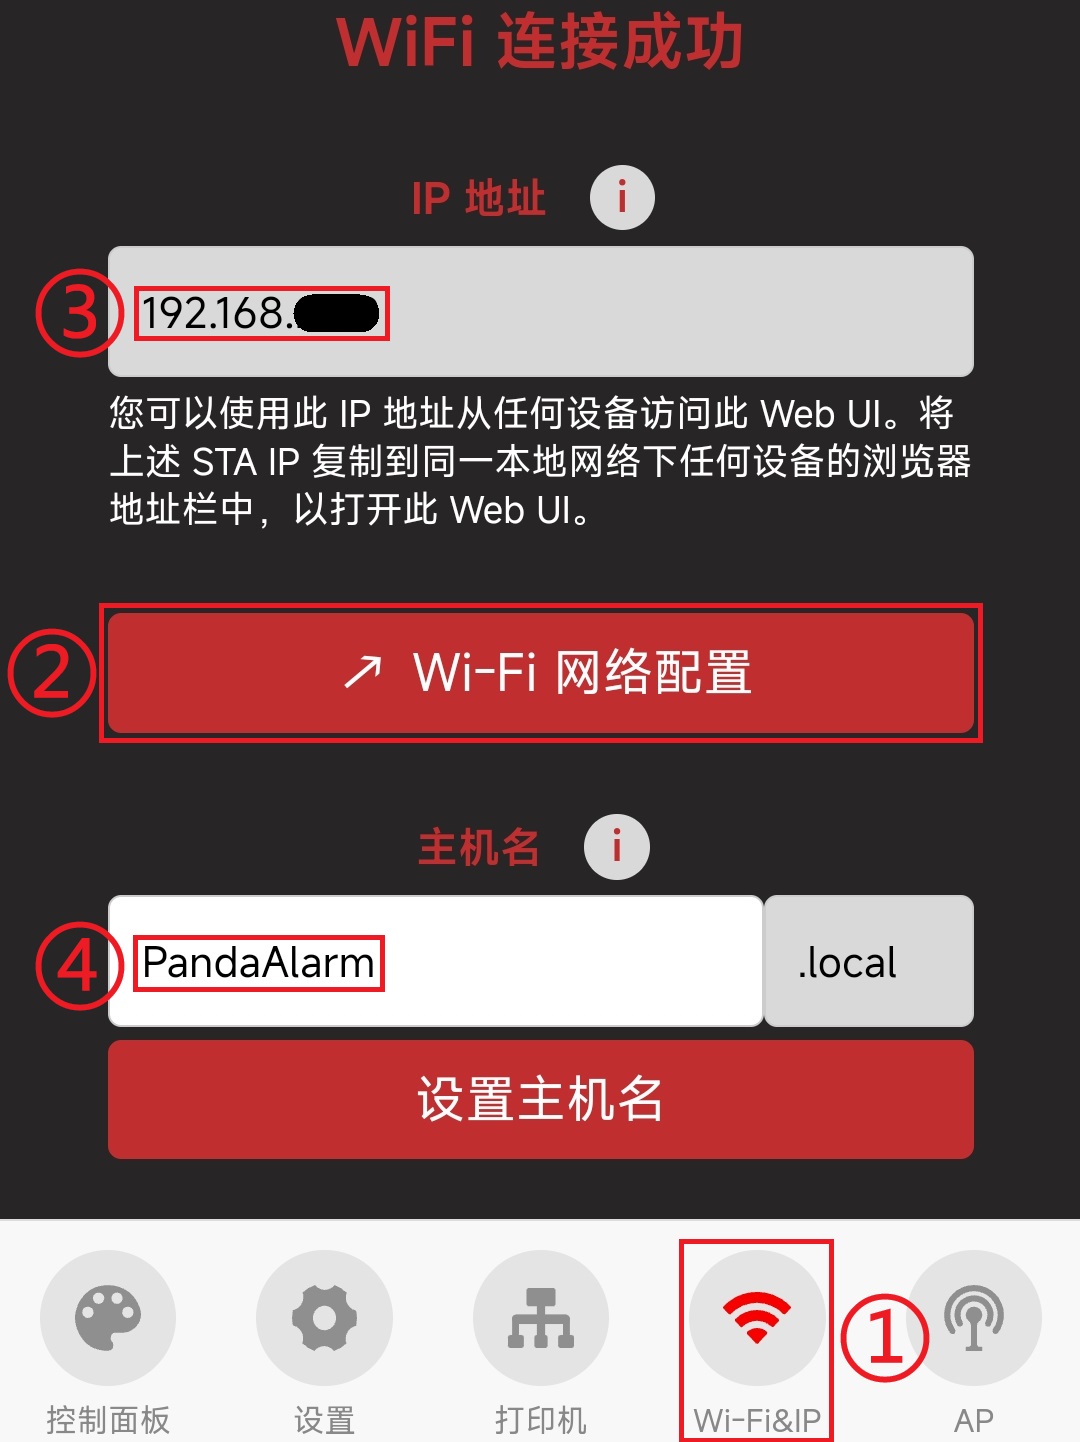 WiFi 连接成功
IP 地址 i
③ 192.168.
您可以使用此 IP 地址从任何设备访问此 Web UI。将
上述 STA IP 复制到同一本地网络下任何设备的浏览器
地址栏中，以打开此 Web UI。
② ↗ Wi-Fi 网络配置
主机名 i
④ PandaAlarm .local
设置主机名
①
控制面板 设置 打印机 Wi-Fi&IP AP